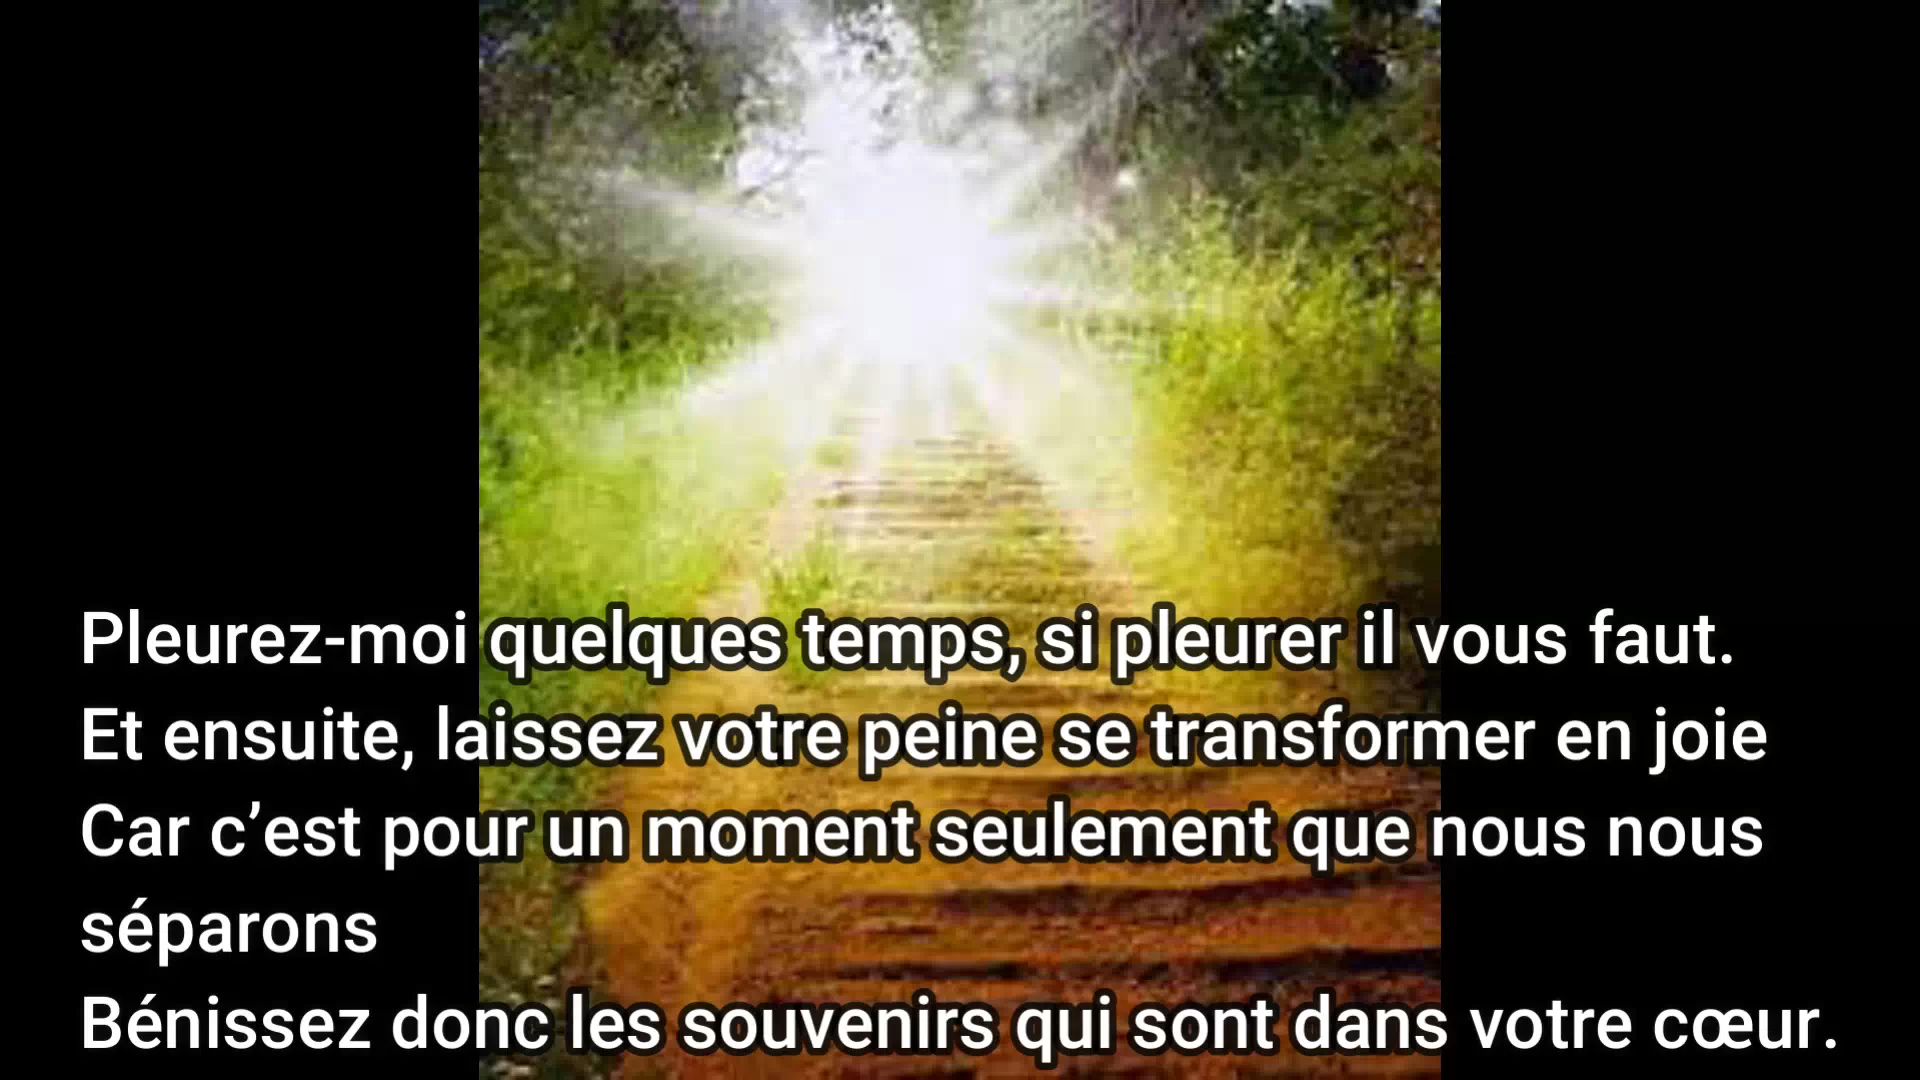 Pleurez-moi quelques temps, si pleurer il vous faut.
Et ensuite, laissez votre peine se transformer en joie
Car c’est pour un moment seulement que nous nous
séparons
Bénissez donc les souvenirs qui sont dans votre cœur.